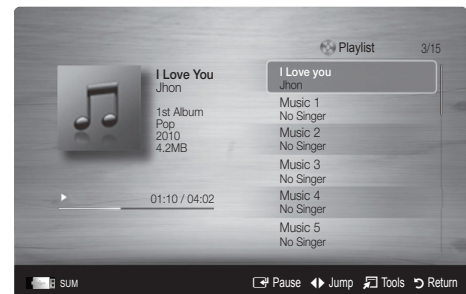 Playlist 3/15
I Love You
Jhon
1st Album
Pop
2010
4.2MB
01:10 / 04:02
I Love you
Jhon
Music 1
No Singer
Music 2
No Singer
Music 3
No Singer
Music 4
No Singer
Music 5
No Singer
SUM Pause Jump Tools Return